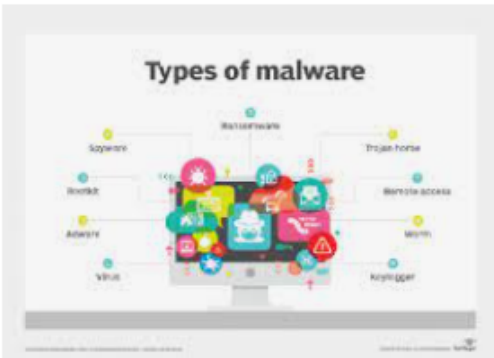 Types of malware
Ransomware
Spyware
Trojan horse
Rootkit
Remote access
Adware
Worm
Virus
Keylogger